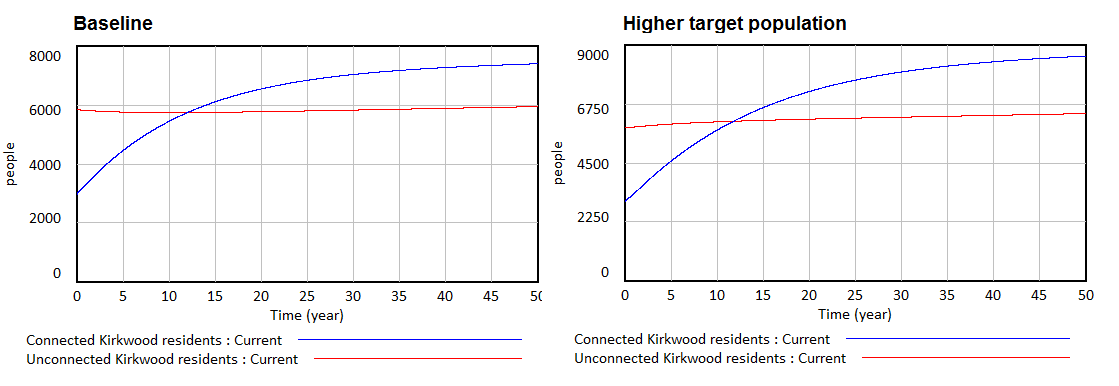 Baseline
8000
6000
4000
2000
0
people
0 5 10 15 20 25 30 35 40 45 50
Time (year)
Connected Kirkwood residents : Current
Unconnected Kirkwood residents : Current
Higher target population
9000
6750
4500
2250
0
people
0 5 10 15 20 25 30 35 40 45 50
Time (year)
Connected Kirkwood residents : Current
Unconnected Kirkwood residents : Current